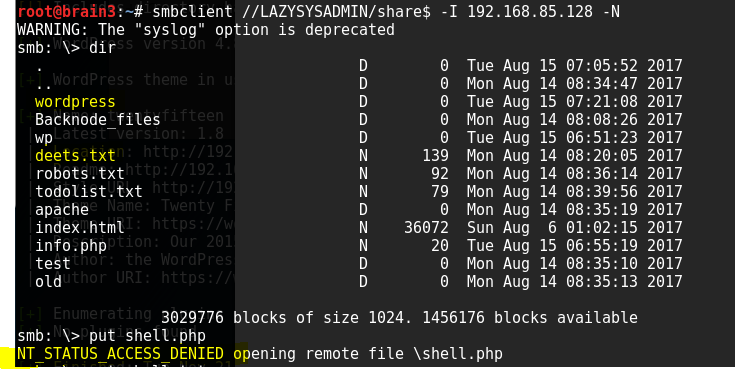 root@brain3:~# smbclient //LAZYSYSADMIN/share$ -I 192.168.85.128 -N
WARNING: The "syslog" option is deprecated
smb: \> dir
. D 0 Tue Aug 15 07:05:52 2017
.. D 0 Mon Aug 14 08:34:47 2017
wordpress D 0 Tue Aug 15 07:21:08 2017
Backnode_files D 0 Mon Aug 14 08:08:26 2017
wp D 0 Tue Aug 15 06:51:23 2017
deets.txt N 139 Mon Aug 14 08:20:05 2017
robots.txt N 92 Mon Aug 14 08:36:14 2017
todolist.txt N 79 Mon Aug 14 08:39:56 2017
apache D 0 Mon Aug 14 08:35:19 2017
index.html N 36072 Sun Aug 6 01:02:15 2017
info.php N 20 Tue Aug 15 06:55:19 2017
test D 0 Mon Aug 14 08:35:10 2017
old D 0 Mon Aug 14 08:35:13 2017
3029776 blocks of size 1024. 1456176 blocks available
smb: \> put shell.php
NT_STATUS_ACCESS_DENIED opening remote file \shell.php